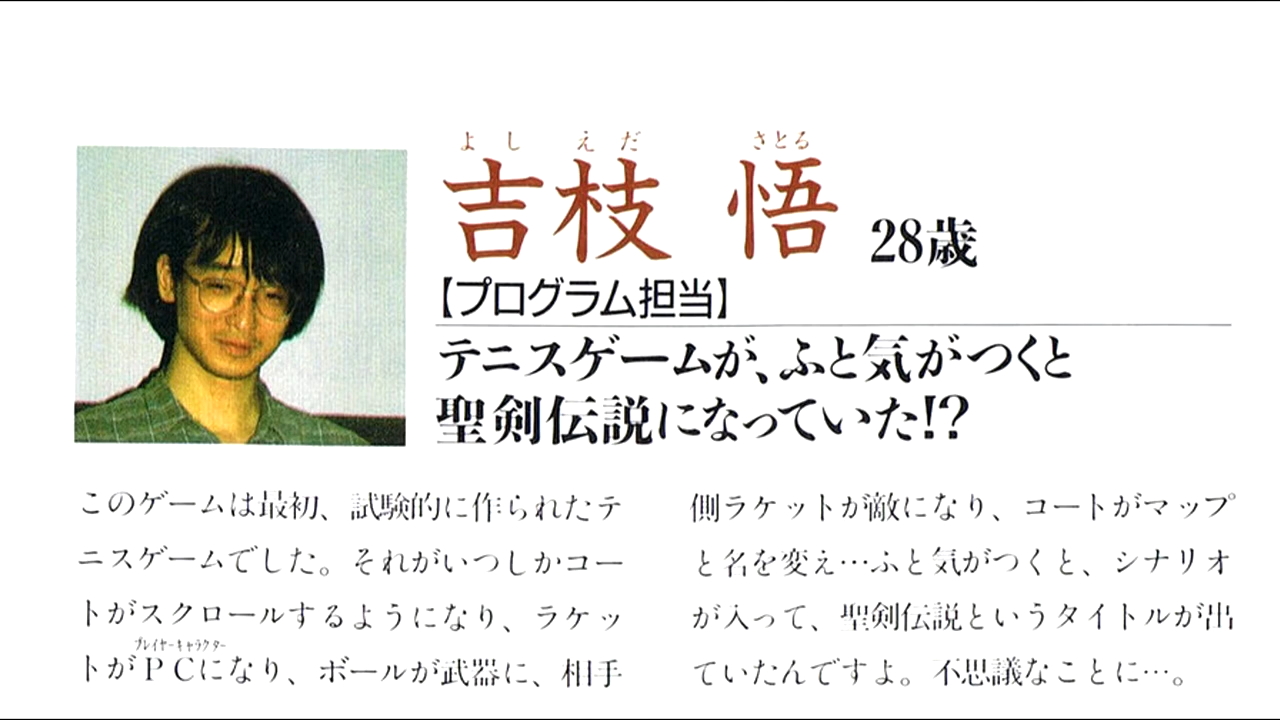 よしえだ さとる
吉枝 悟 28歳
【プログラム担当】
テニスゲームが、ふと気がつくと
聖剣伝説になっていた!?
このゲームは最初、試験的に作られたテ
ニスゲームでした。それがいつしかコー
トがスクロールするようになり、ラケッ
プレイヤーキャラクター
トがPCになり、ボールが武器に、相手
側ラケットが敵になり、コートがマップ
と名を変え…ふと気がつくと、シナリオ
が入って、聖剣伝説というタイトルが出
ていたんですよ。不思議なことに…。